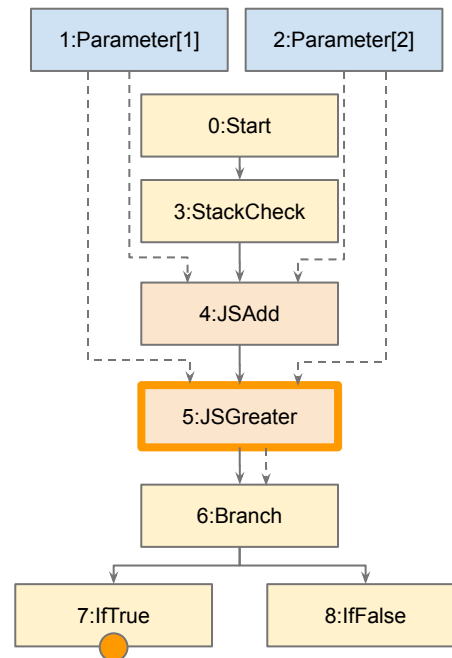 1:Parameter[1]
2:Parameter[2]
0:Start
3:StackCheck
4:JSAdd
5:JSGreater
6:Branch
7:IfTrue
8:IfFalse